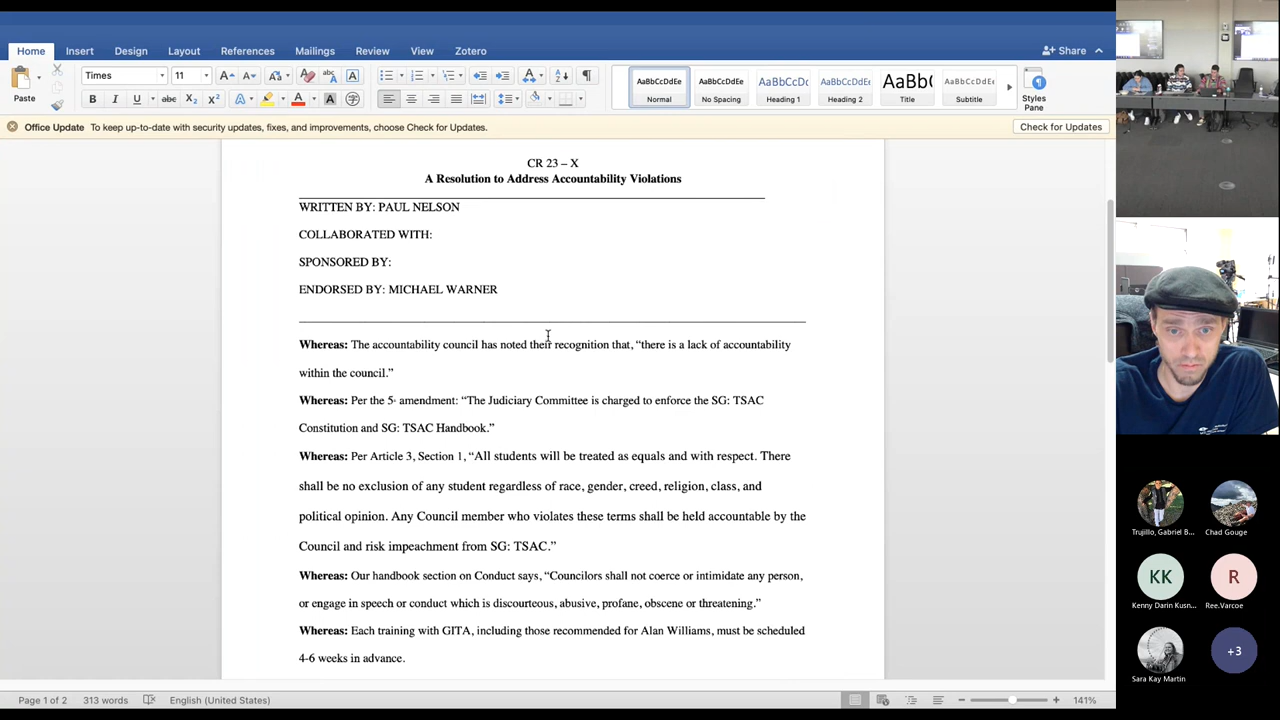 Home Insert Design Layout References Mailings Review View Zotero Share
Paste Times 11 AaBbCcDdEe AaBbCcDdEe AaBbCcDc AaBbCcDdEe AaBb( AaBbCcDdEe
Normal No Spacing Heading 1 Heading 2 Title Subtitle Styles Pane
Office Update To keep up-to-date with security updates, fixes, and improvements, choose Check for Updates. Check for Updates
CR 23 – X
A Resolution to Address Accountability Violations
WRITTEN BY: PAUL NELSON
COLLABORATED WITH:
SPONSORED BY:
ENDORSED BY: MICHAEL WARNER
Whereas: The accountability council has noted their recognition that, “there is a lack of accountability
within the council.”
Whereas: Per the 5 amendment: “The Judiciary Committee is charged to enforce the SG: TSAC
Constitution and SG: TSAC Handbook.”
Whereas: Per Article 3, Section 1, “All students will be treated as equals and with respect. There
shall be no exclusion of any student regardless of race, gender, creed, religion, class, and
political opinion. Any Council member who violates these terms shall be held accountable by the
Council and risk impeachment from SG: TSAC.”
Whereas: Our handbook section on Conduct says, “Councilors shall not coerce or intimidate any person,
or engage in speech or conduct which is discourteous, abusive, profane, obscene or threatening.”
Whereas: Each training with GITA, including those recommended for Alan Williams, must be scheduled
4-6 weeks in advance.
Page 1 of 2 313 words English (United States) 141%
Trujillo, Gabriel B... Chad Gouge
KK R
Kenny Darin Kusn... Ree.Varcoe
+3
Sara Kay Martin